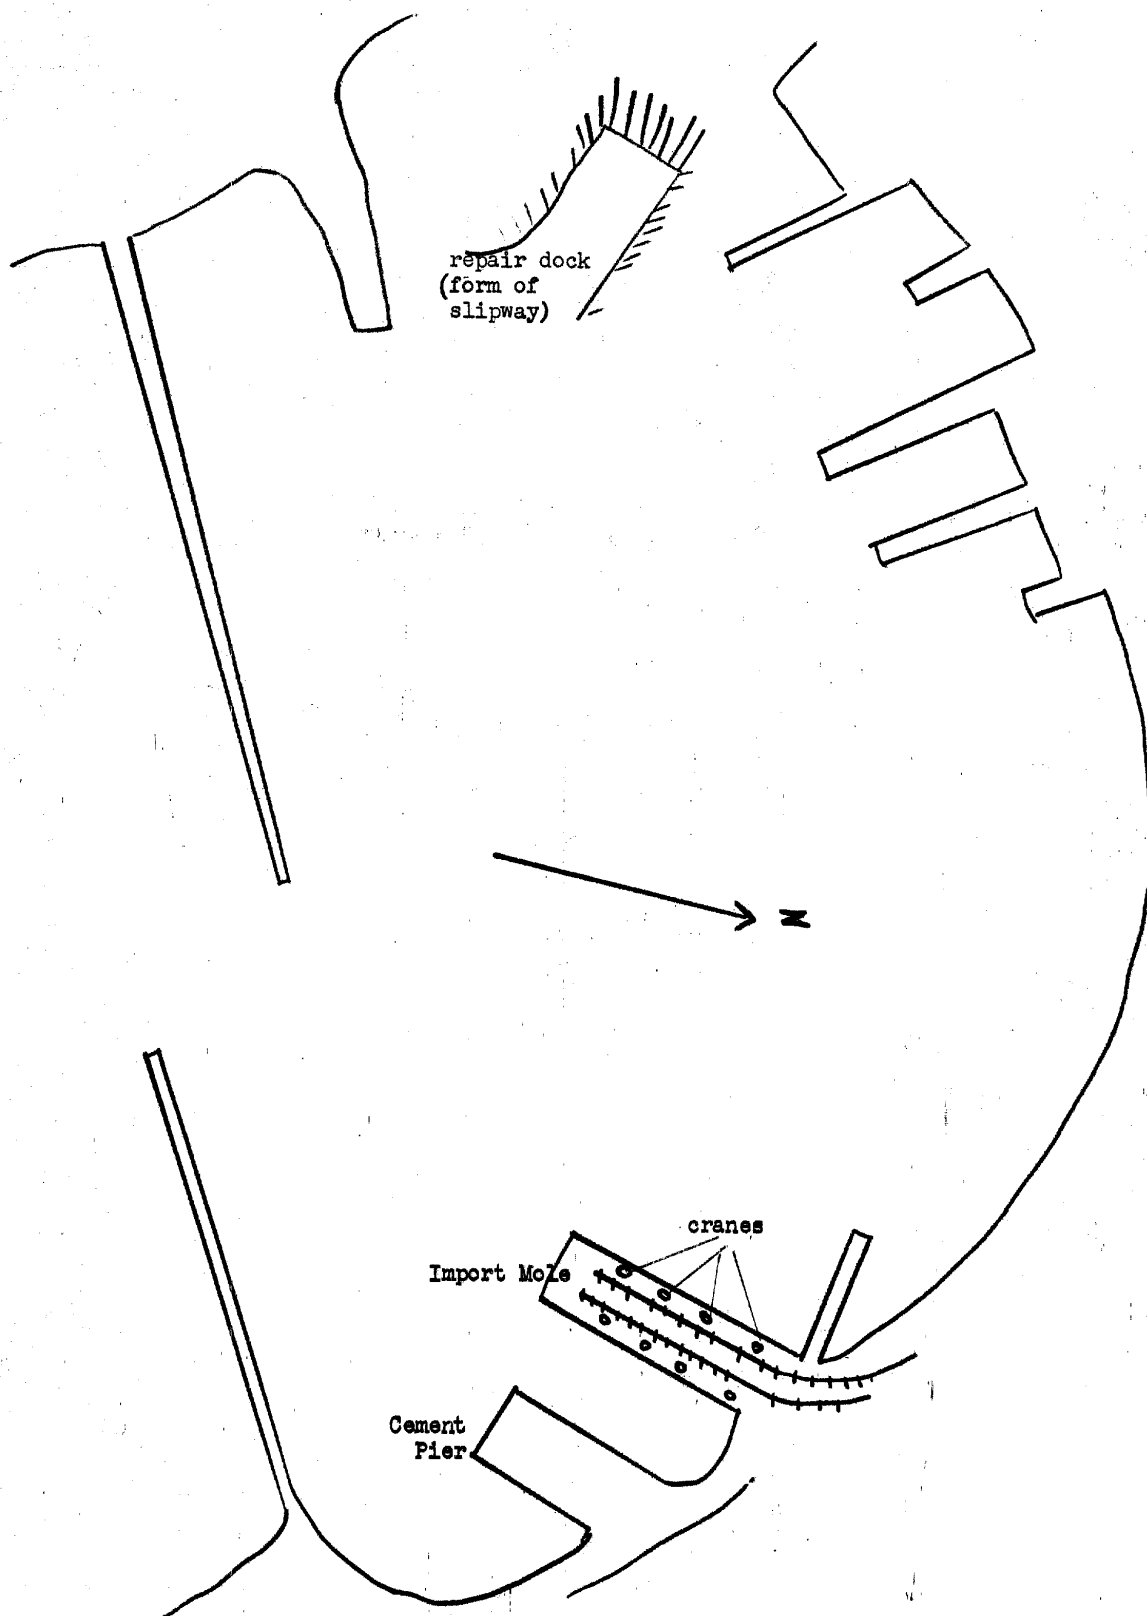 repair dock
(form of
slipway)
N
cranes
Import Mole
Cement
Pier